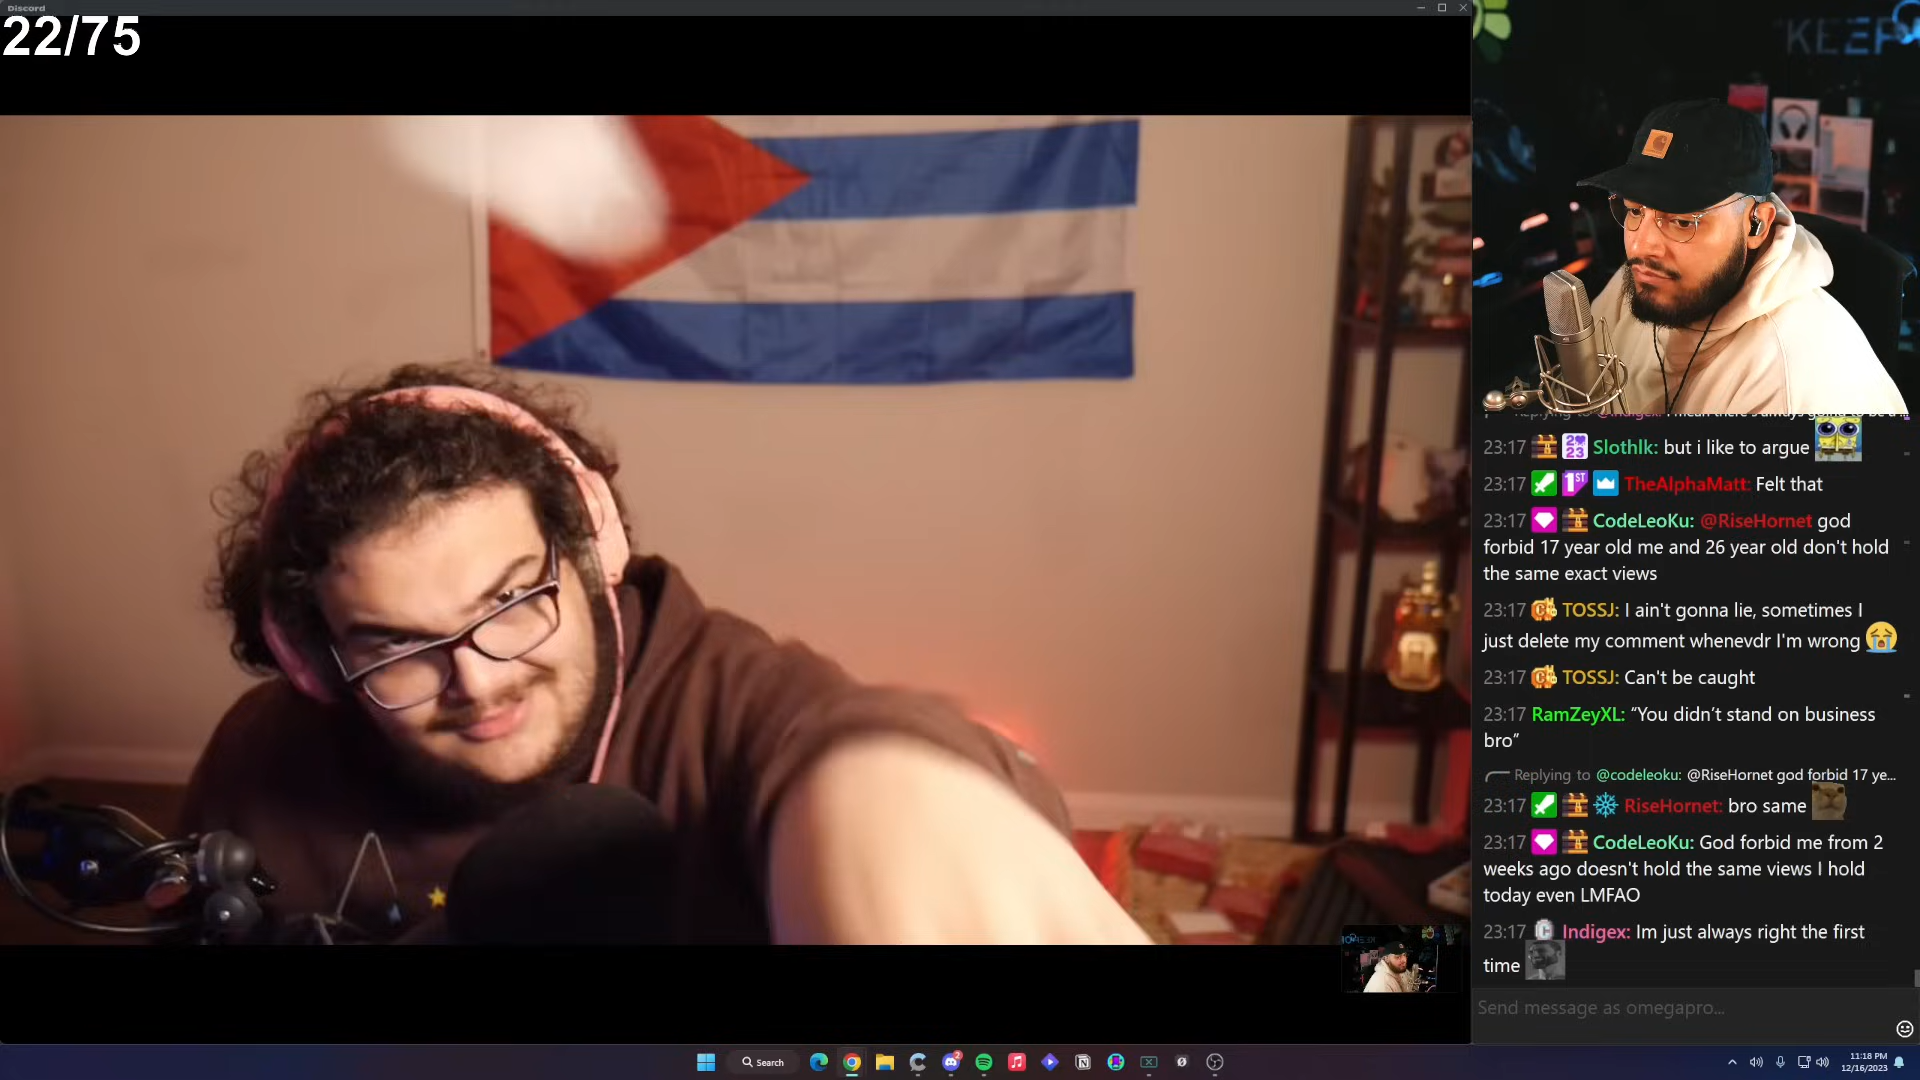 Discord
22/75
KEEP
23:17 Slothlk: but i like to argue
23:17 TheAlphaMatt: Felt that
23:17 CodeLeoKu: @RiseHornet god
forbid 17 year old me and 26 year old don't hold
the same exact views
23:17 TOSSJ: I ain't gonna lie, sometimes I
just delete my comment whenevdr I'm wrong
23:17 TOSSJ: Can't be caught
23:17 RamZeyXL: “You didn’t stand on business
bro”
Replying to @codeleoku: @RiseHornet god forbid 17 ye...
23:17 RiseHornet: bro same
23:17 CodeLeoKu: God forbid me from 2
weeks ago doesn't hold the same views I hold
today even LMFAO
23:17 Indigex: Im just always right the first
time
Send message as omegapro...
Search
11:18 PM
12/16/2023